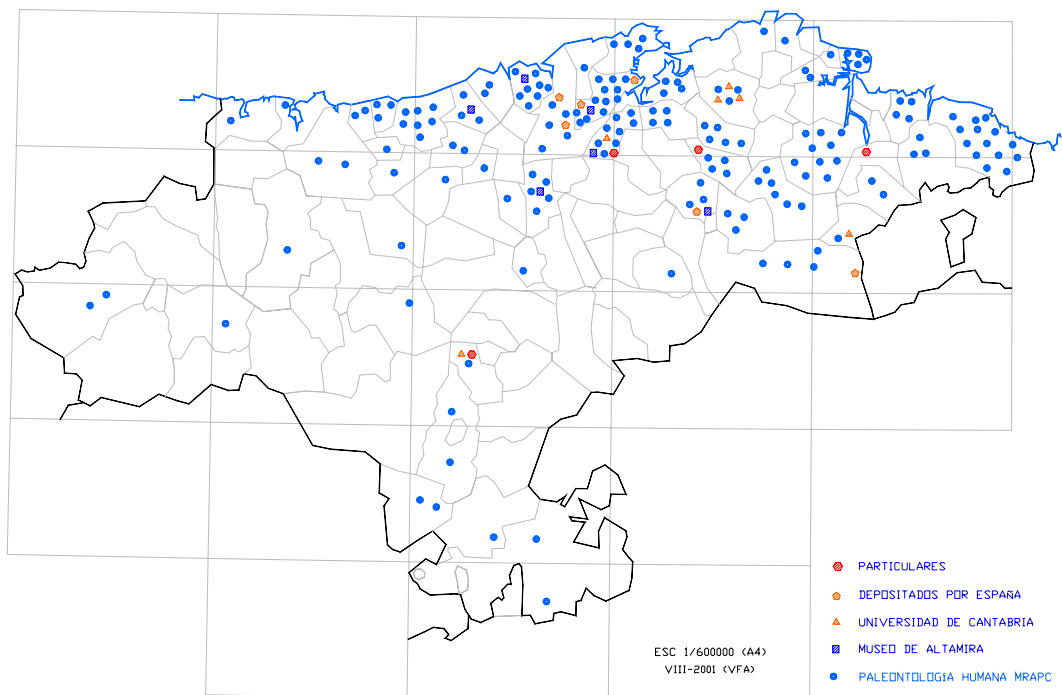 PARTICULARES
DEPOSITADOS POR ESPAÑA
UNIVERSIDAD DE CANTABRIA
MUSEO DE ALTAMIRA
PALEONTOLOGíA HUMANA MRAPC
ESC 1/600000 (A4)
VIII-2001 (VFA)